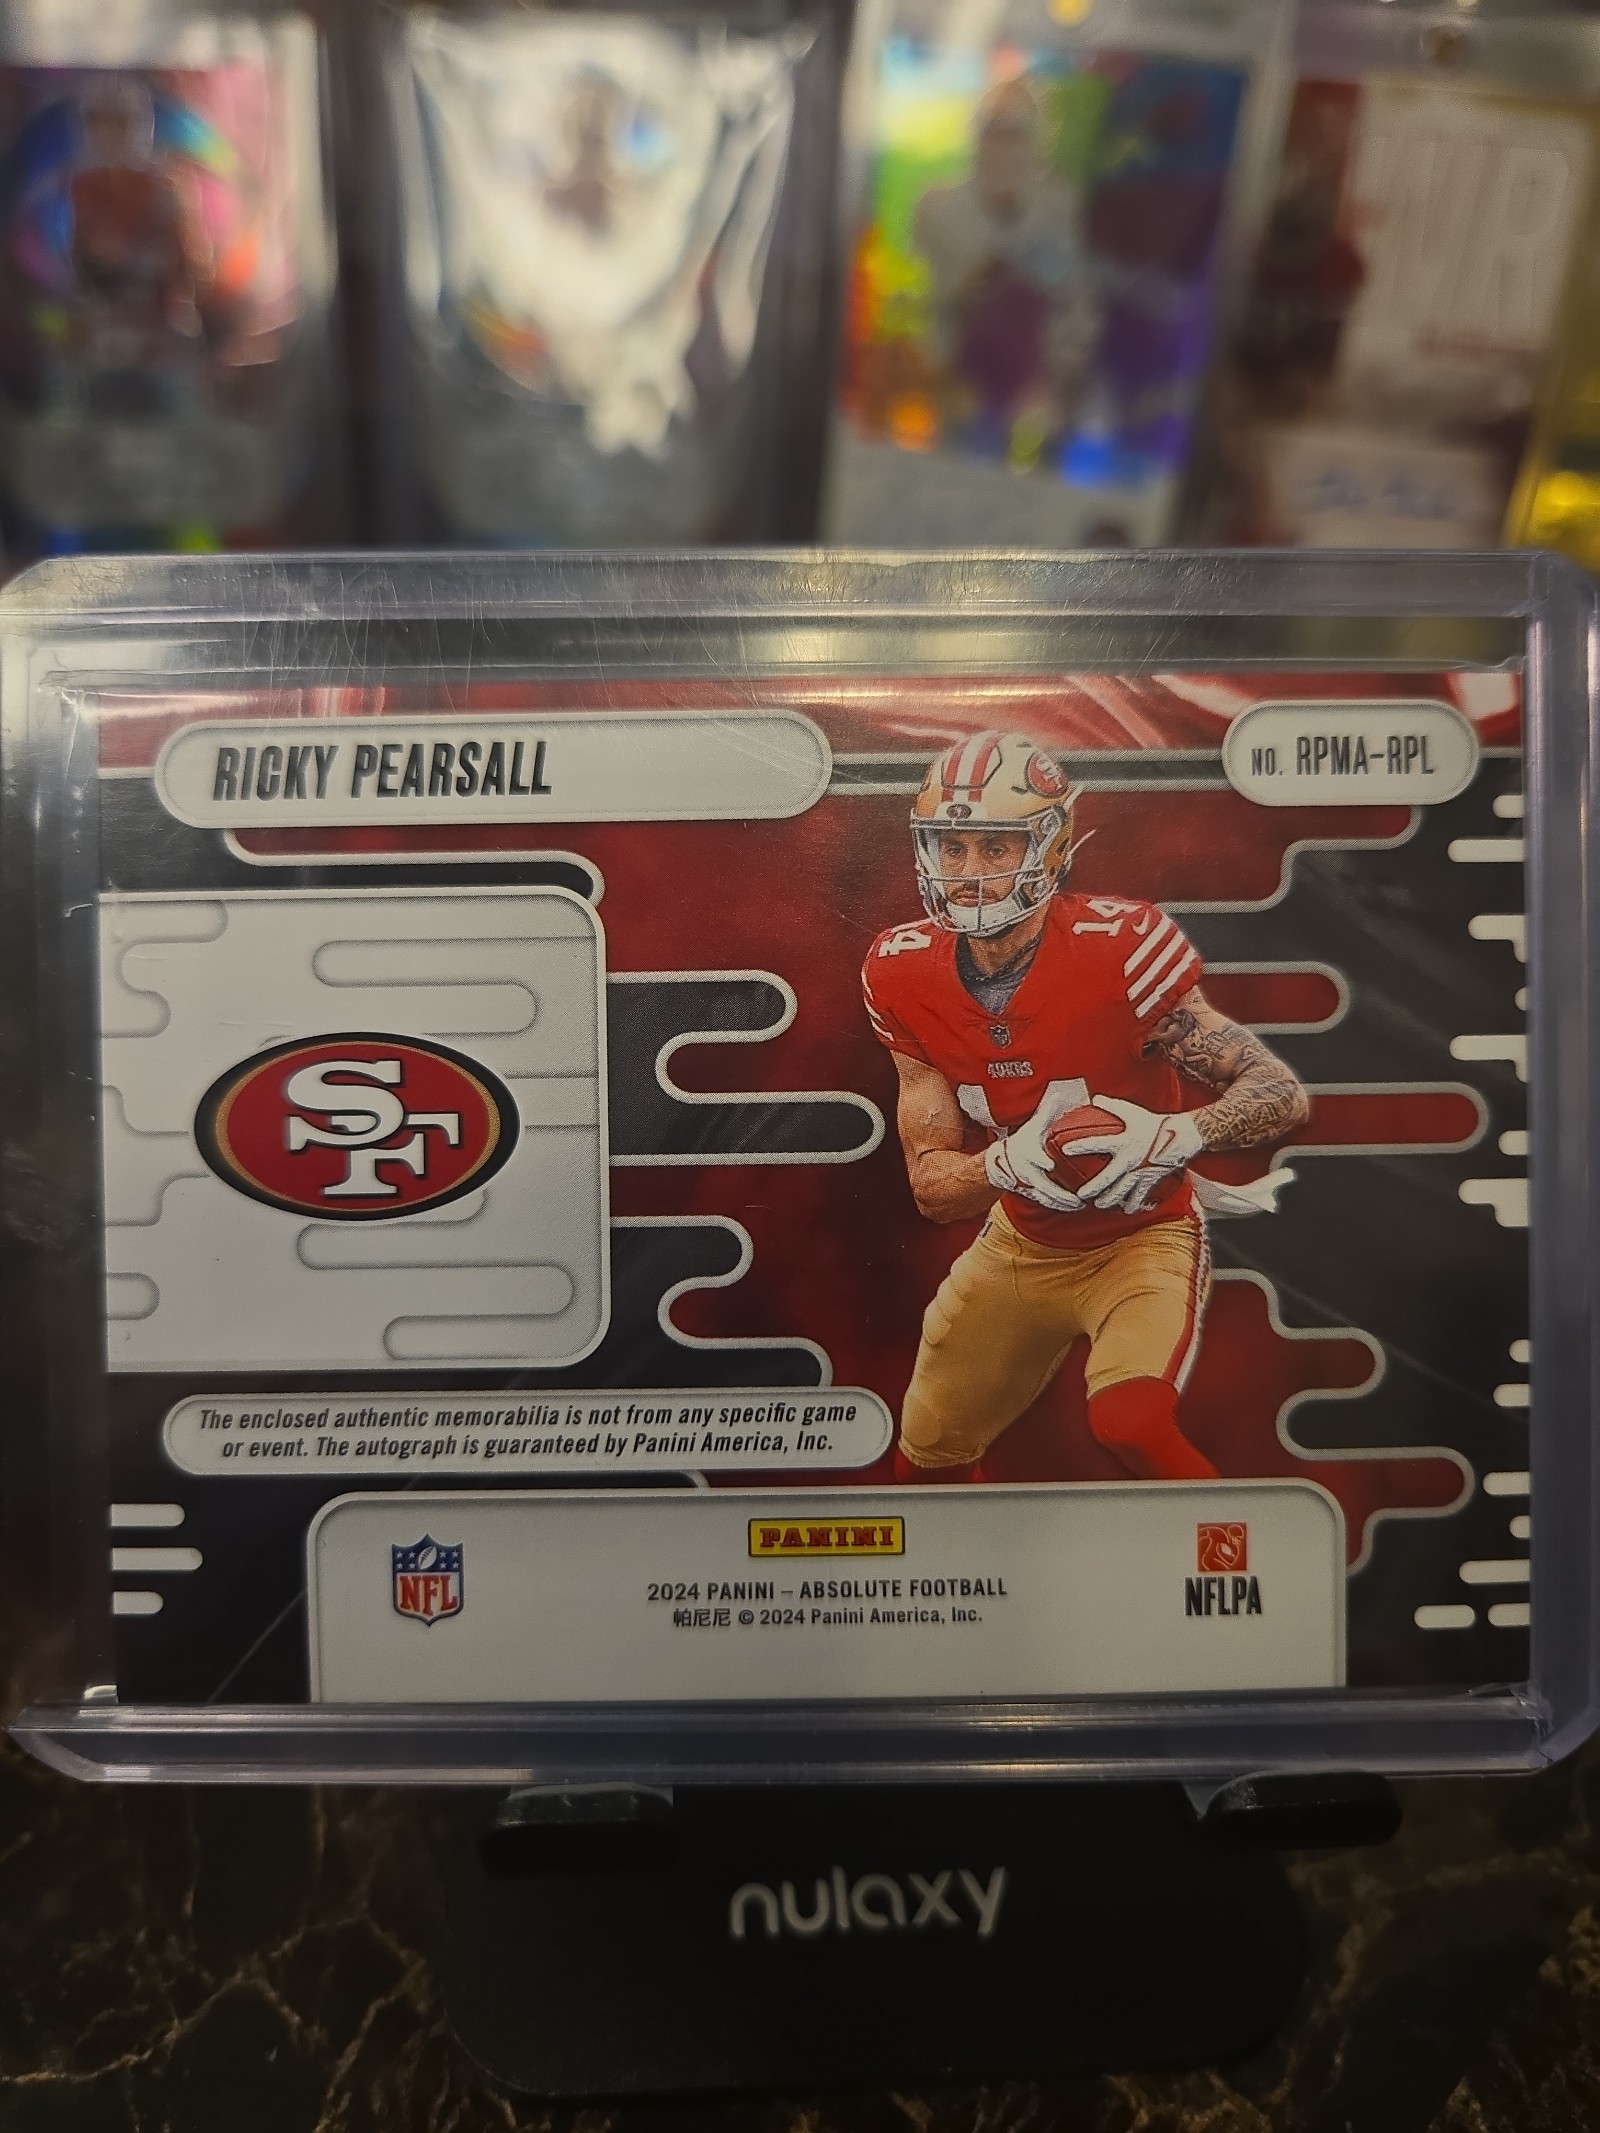 RICKY PEARSALL
NO. RPMA-RPL
14
14
49ERS
14
SF
The enclosed authentic memorabilia is not from any specific game
or event. The autograph is guaranteed by Panini America, Inc.
PANINI
NFL
2024 PANINI – ABSOLUTE FOOTBALL
帕尼尼 © 2024 Panini America, Inc.
NFLPA
nulaxy